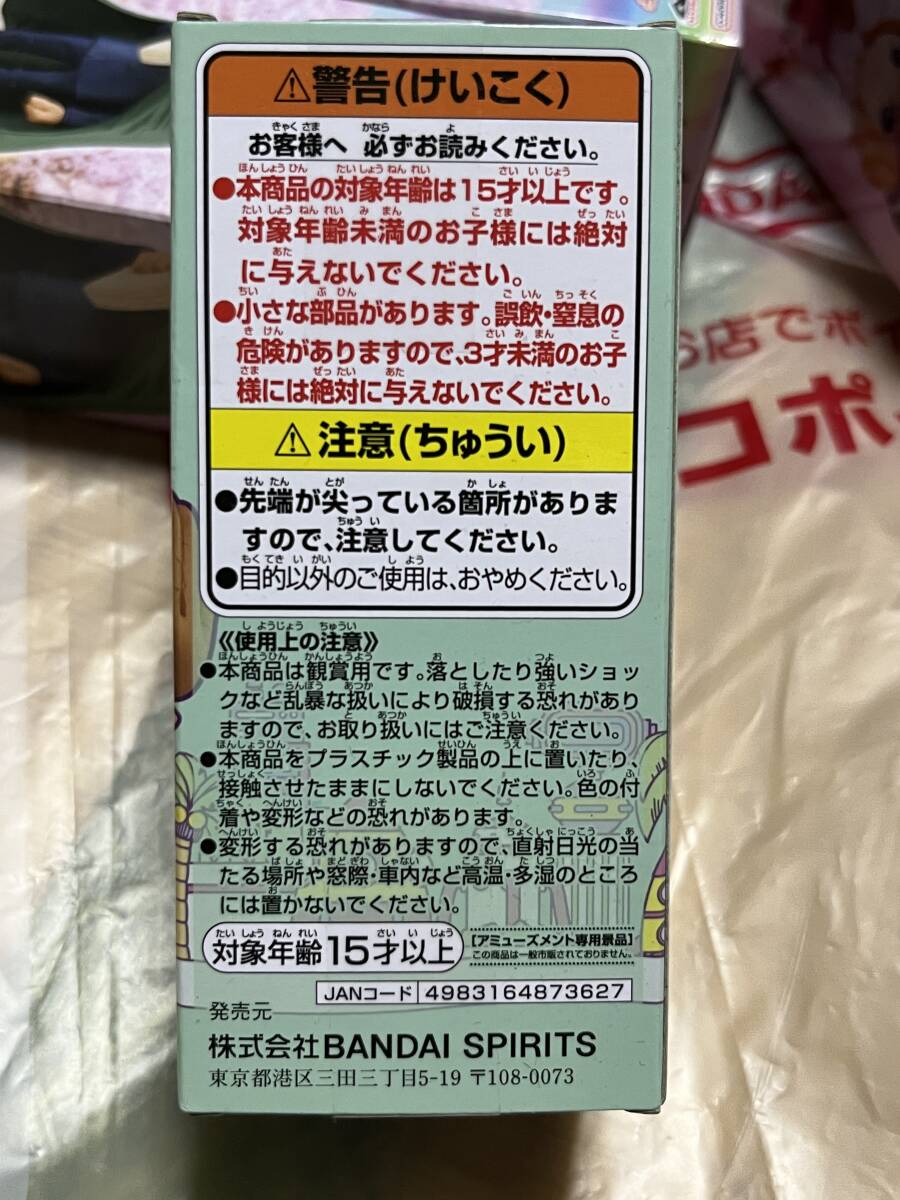 ⚠警告(けいこく)
お客様へ 必ずお読みください。
●本商品の対象年齢は15才以上です。
対象年齢未満のお子様には絶対
に与えないでください。
●小さな部品があります。誤飲・窒息の
危険がありますので、3才未満のお子
様には絶対に与えないでください。
⚠注意(ちゅうい)
●先端が尖っている箇所がありま
すので、注意してください。
●目的以外のご使用は、おやめください。
《使用上の注意》
●本商品は観賞用です。落としたり強いショッ
クなど乱暴な扱いにより破損する恐れがあり
ますので、お取り扱いにはご注意ください。
●本商品をプラスチック製品の上に置いたり、
接触させたままにしないでください。色の付
着や変形などの恐れがあります。
●変形する恐れがありますので、直射日光の当
たる場所や窓際・車内など高温・多湿のところ
には置かないでください。
対象年齢15才以上
[アミューズメント専用景品]
この商品は一般市販されておりません。
JANコード 4983164873627
発売元
株式会社BANDAI SPIRITS
東京都港区三田三丁目5-19 〒108-0073
お店でポ
コポ